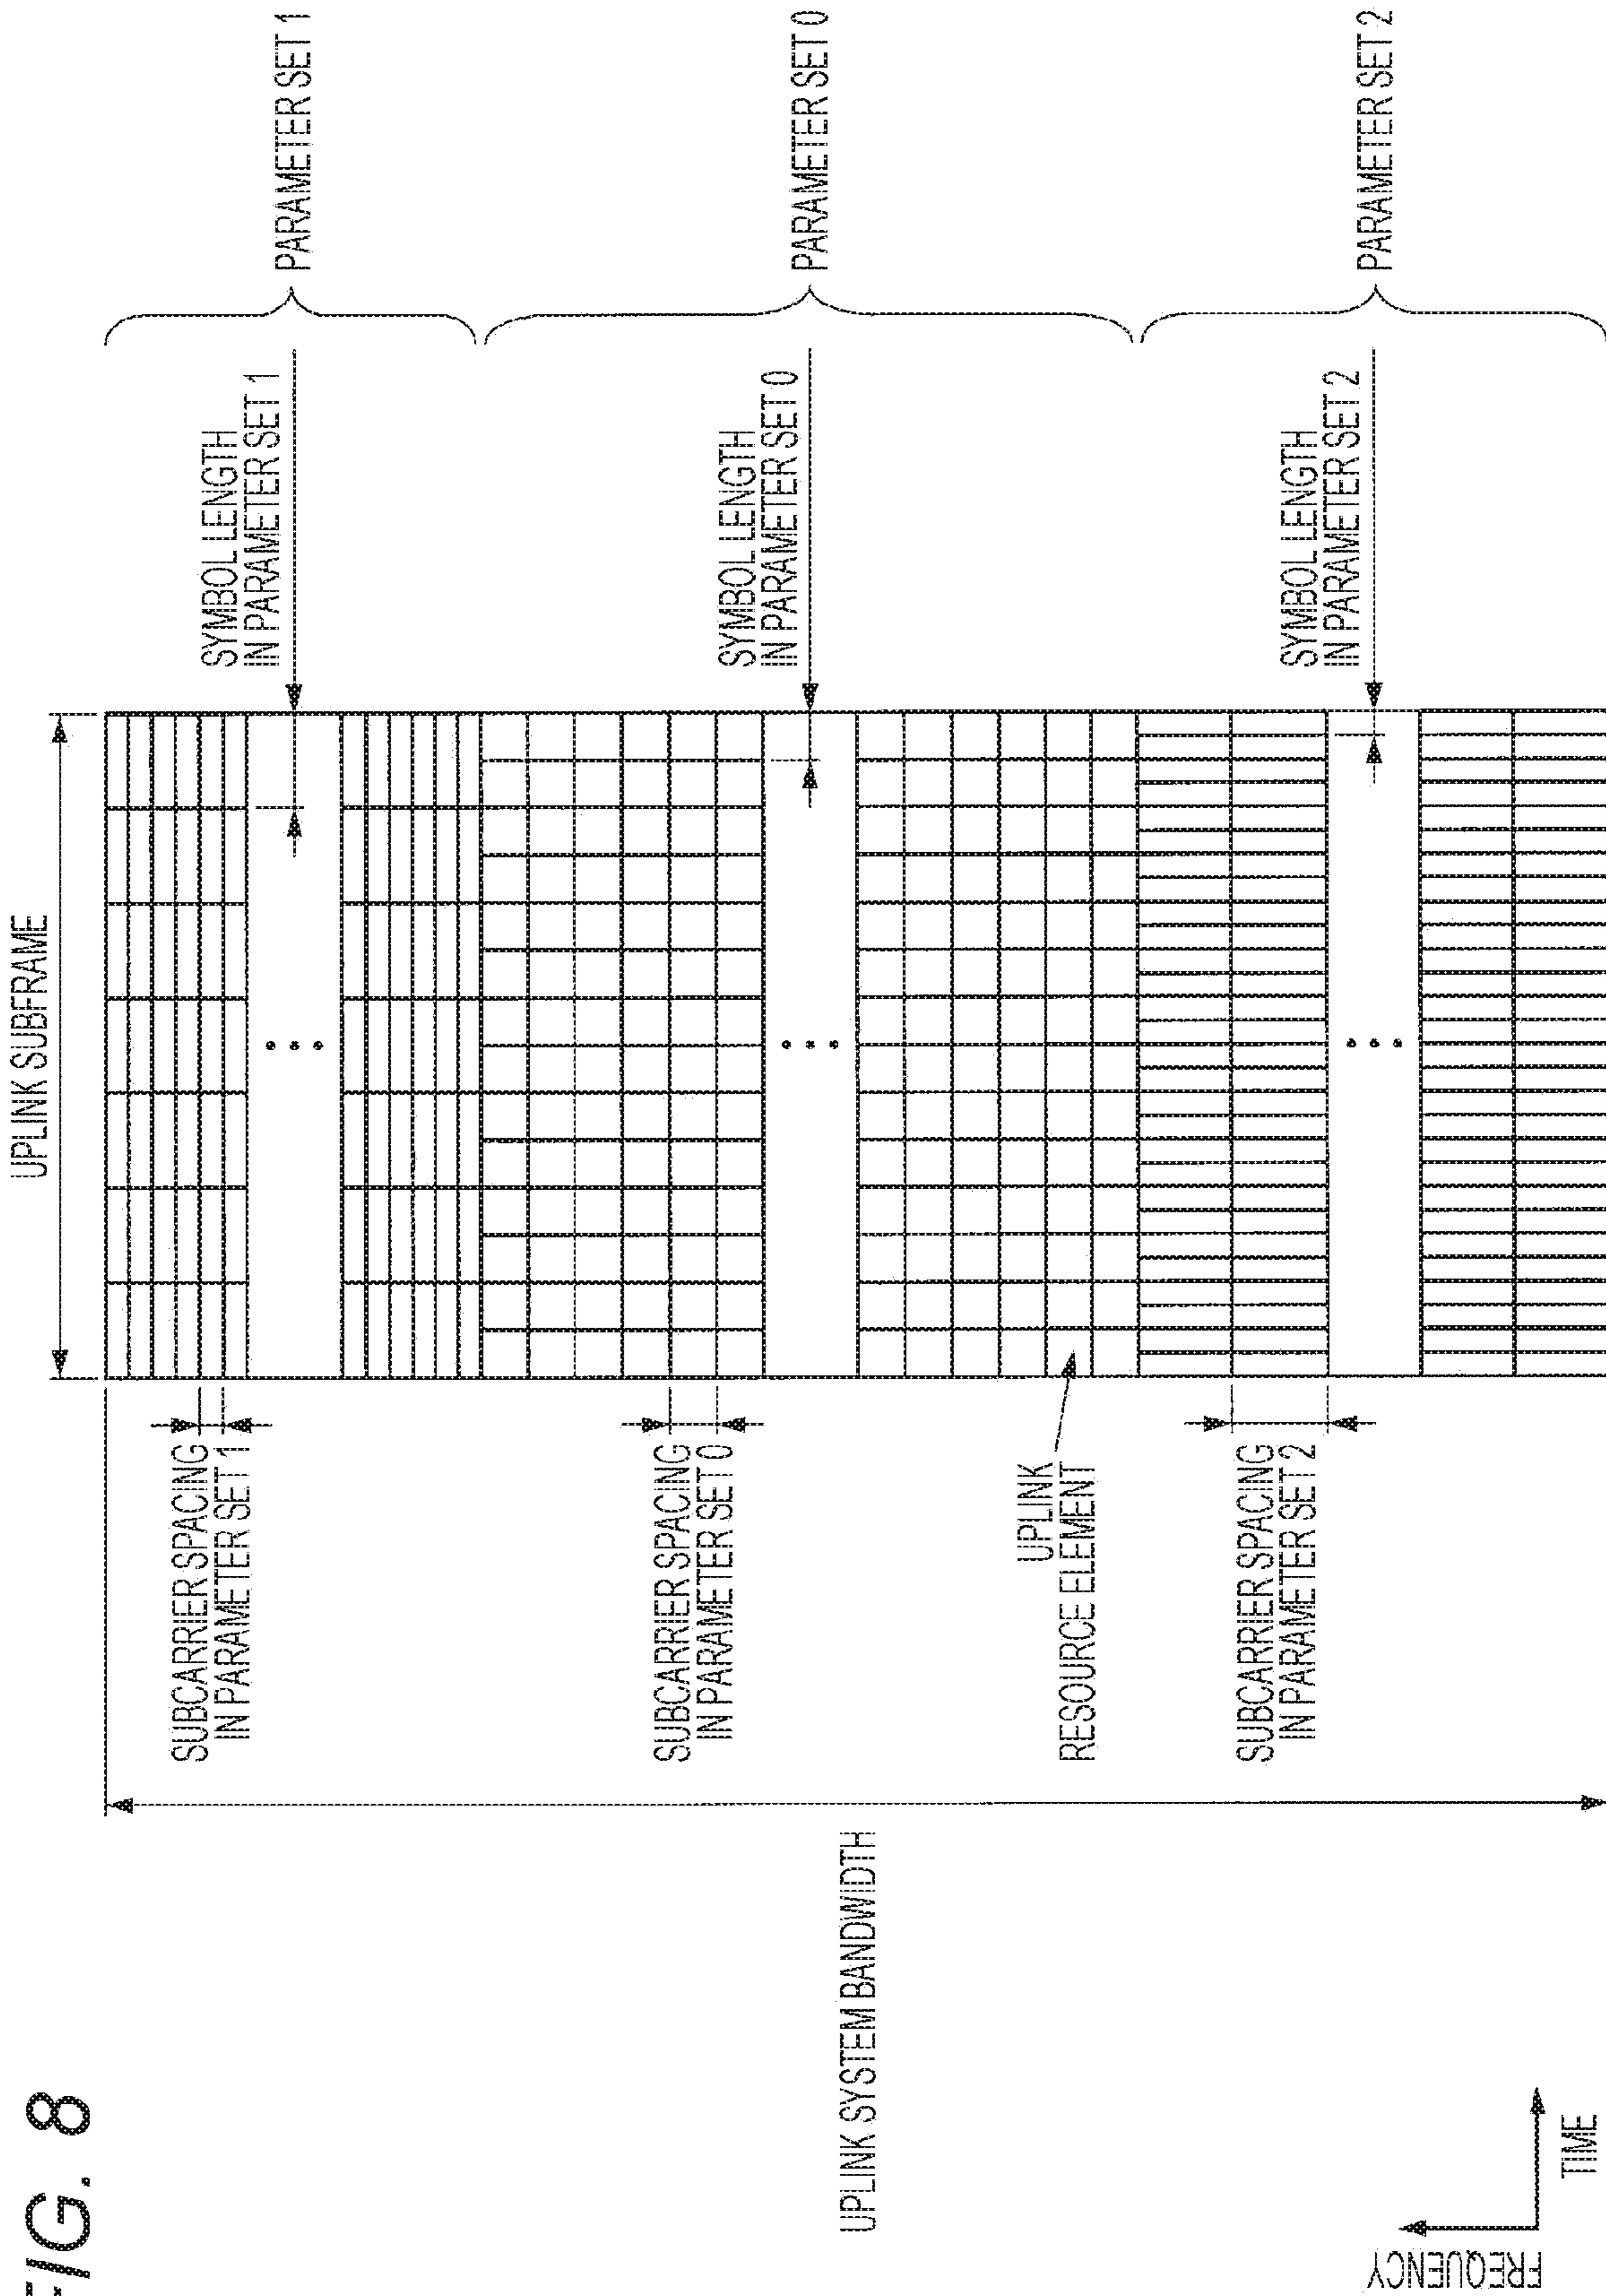 FIG. 8
UPLINK SUBFRAME
SUBCARRIER SPACING
IN PARAMETER SET 1
SYMBOL LENGTH
IN PARAMETER SET 1
PARAMETER SET 1
SUBCARRIER SPACING
IN PARAMETER SET 0
SYMBOL LENGTH
IN PARAMETER SET 0
PARAMETER SET 0
UPLINK SYSTEM BANDWIDTH
UPLINK
RESOURCE ELEMENT
SUBCARRIER SPACING
IN PARAMETER SET 2
SYMBOL LENGTH
IN PARAMETER SET 2
PARAMETER SET 2
FREQUENCY
TIME